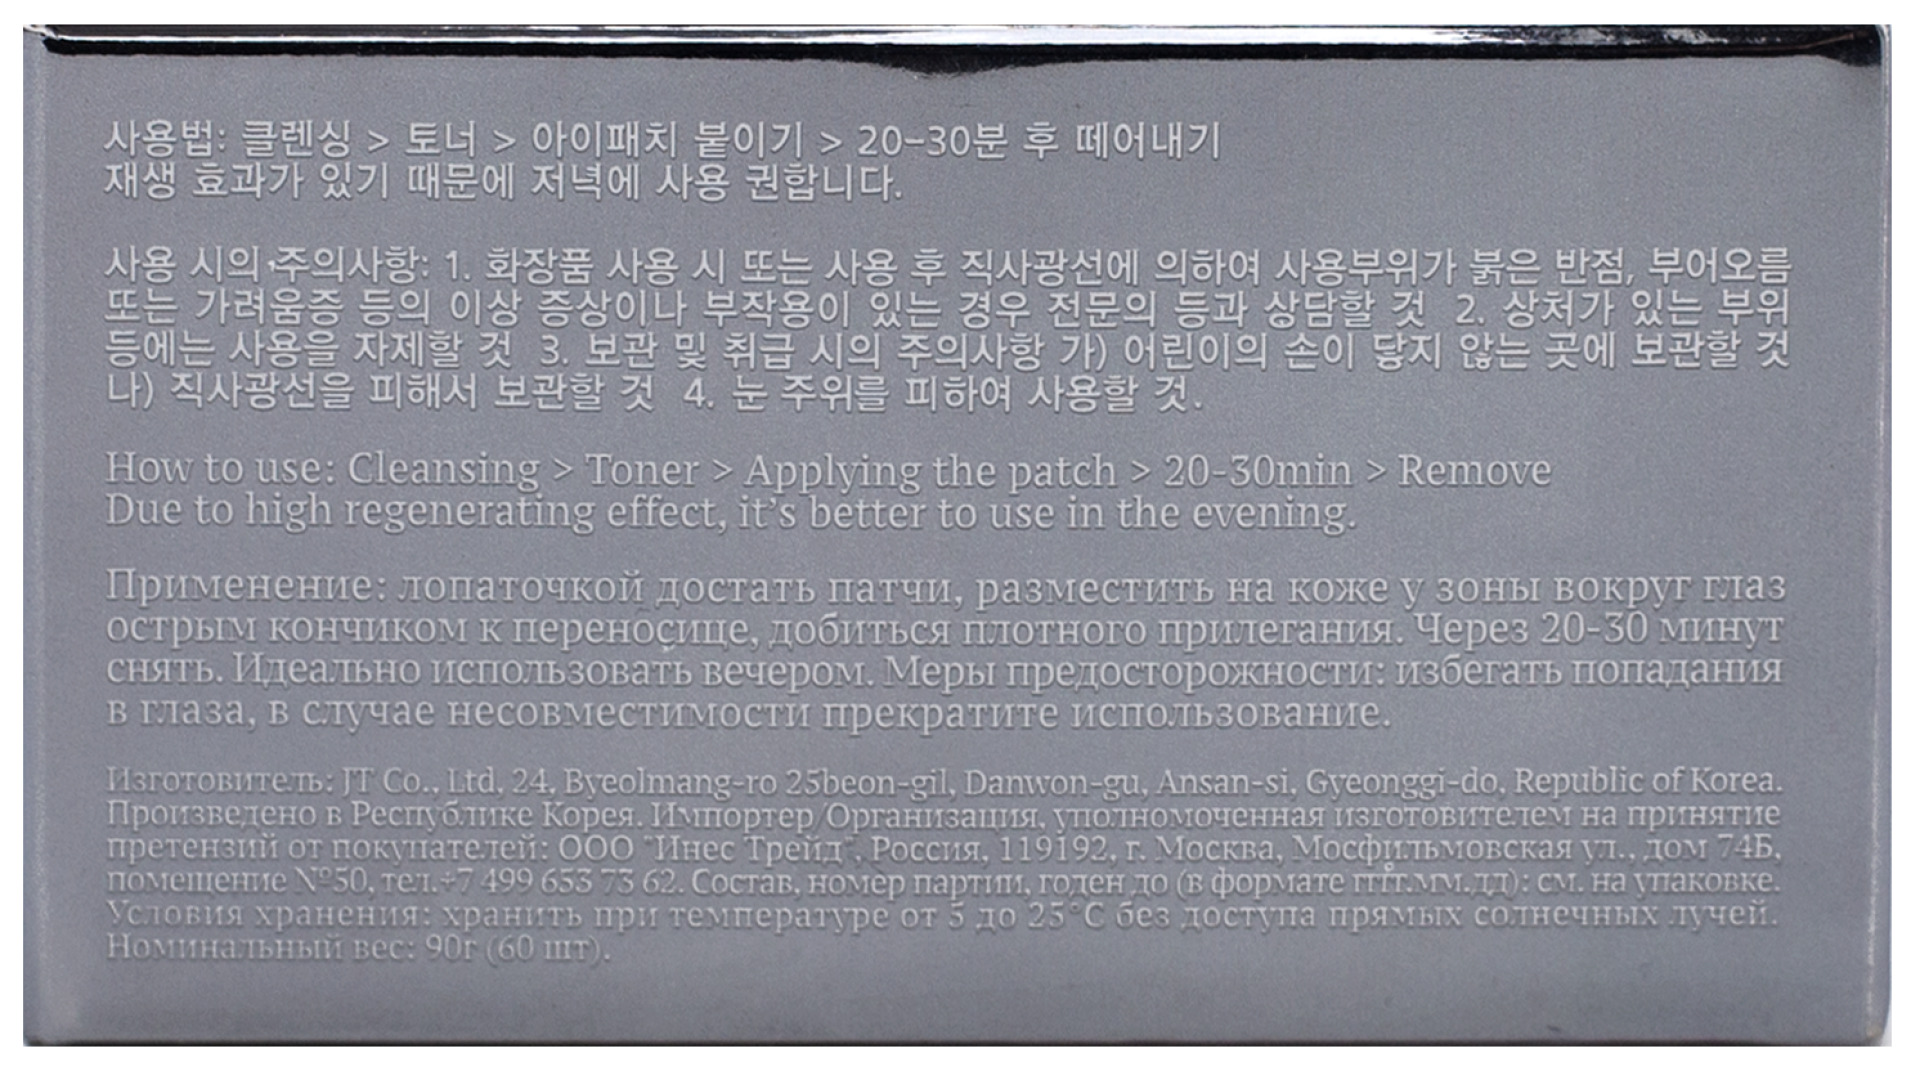 사용법: 클렌싱 > 토너 > 아이패치 붙이기 > 20-30분 후 떼어내기
재생 효과가 있기 때문에 저녁에 사용 권합니다.
사용 시의 주의사항: 1. 화장품 사용 시 또는 사용 후 직사광선에 의하여 사용부위가 붉은 반점, 부어오름
또는 가려움증 등의 이상 증상이나 부작용이 있는 경우 전문의 등과 상담할 것 2. 상처가 있는 부위
등에는 사용을 자제할 것 3. 보관 및 취급 시의 주의사항 가) 어린이의 손이 닿지 않는 곳에 보관할 것
나) 직사광선을 피해서 보관할 것 4. 눈 주위를 피하여 사용할 것.
How to use: Cleansing > Toner > Applying the patch > 20-30min > Remove
Due to high regenerating effect, it's better to use in the evening.
Применение: лопаточкой достать патчи, разместить на коже у зоны вокруг глаз
острым кончиком к переносице, добиться плотного прилегания. Через 20-30 минут
снять. Идеально использовать вечером. Меры предосторожности: избегать попадания
в глаза, в случае несовместимости прекратите использование.
Изготовитель: JT Co., Ltd, 24, Byeolmang-ro 25beon-gil, Danwon-gu, Ansan-si, Gyeonggi-do, Republic of Korea.
Произведено в Республике Корея. Импортер/Организация, уполномоченная изготовителем на принятие
претензий от покупателей: ООО "Инес Трейд", Россия, 119192, г. Москва, Мосфильмовская ул., дом 74Б,
помещение №50, тел.+7 499 653 73 62. Состав, номер партии, годен до (в формате гггг.мм.дд): см. на упаковке.
Условия хранения: хранить при температуре от 5 до 25°С без доступа прямых солнечных лучей.
Номинальный вес: 90г (60 шт).